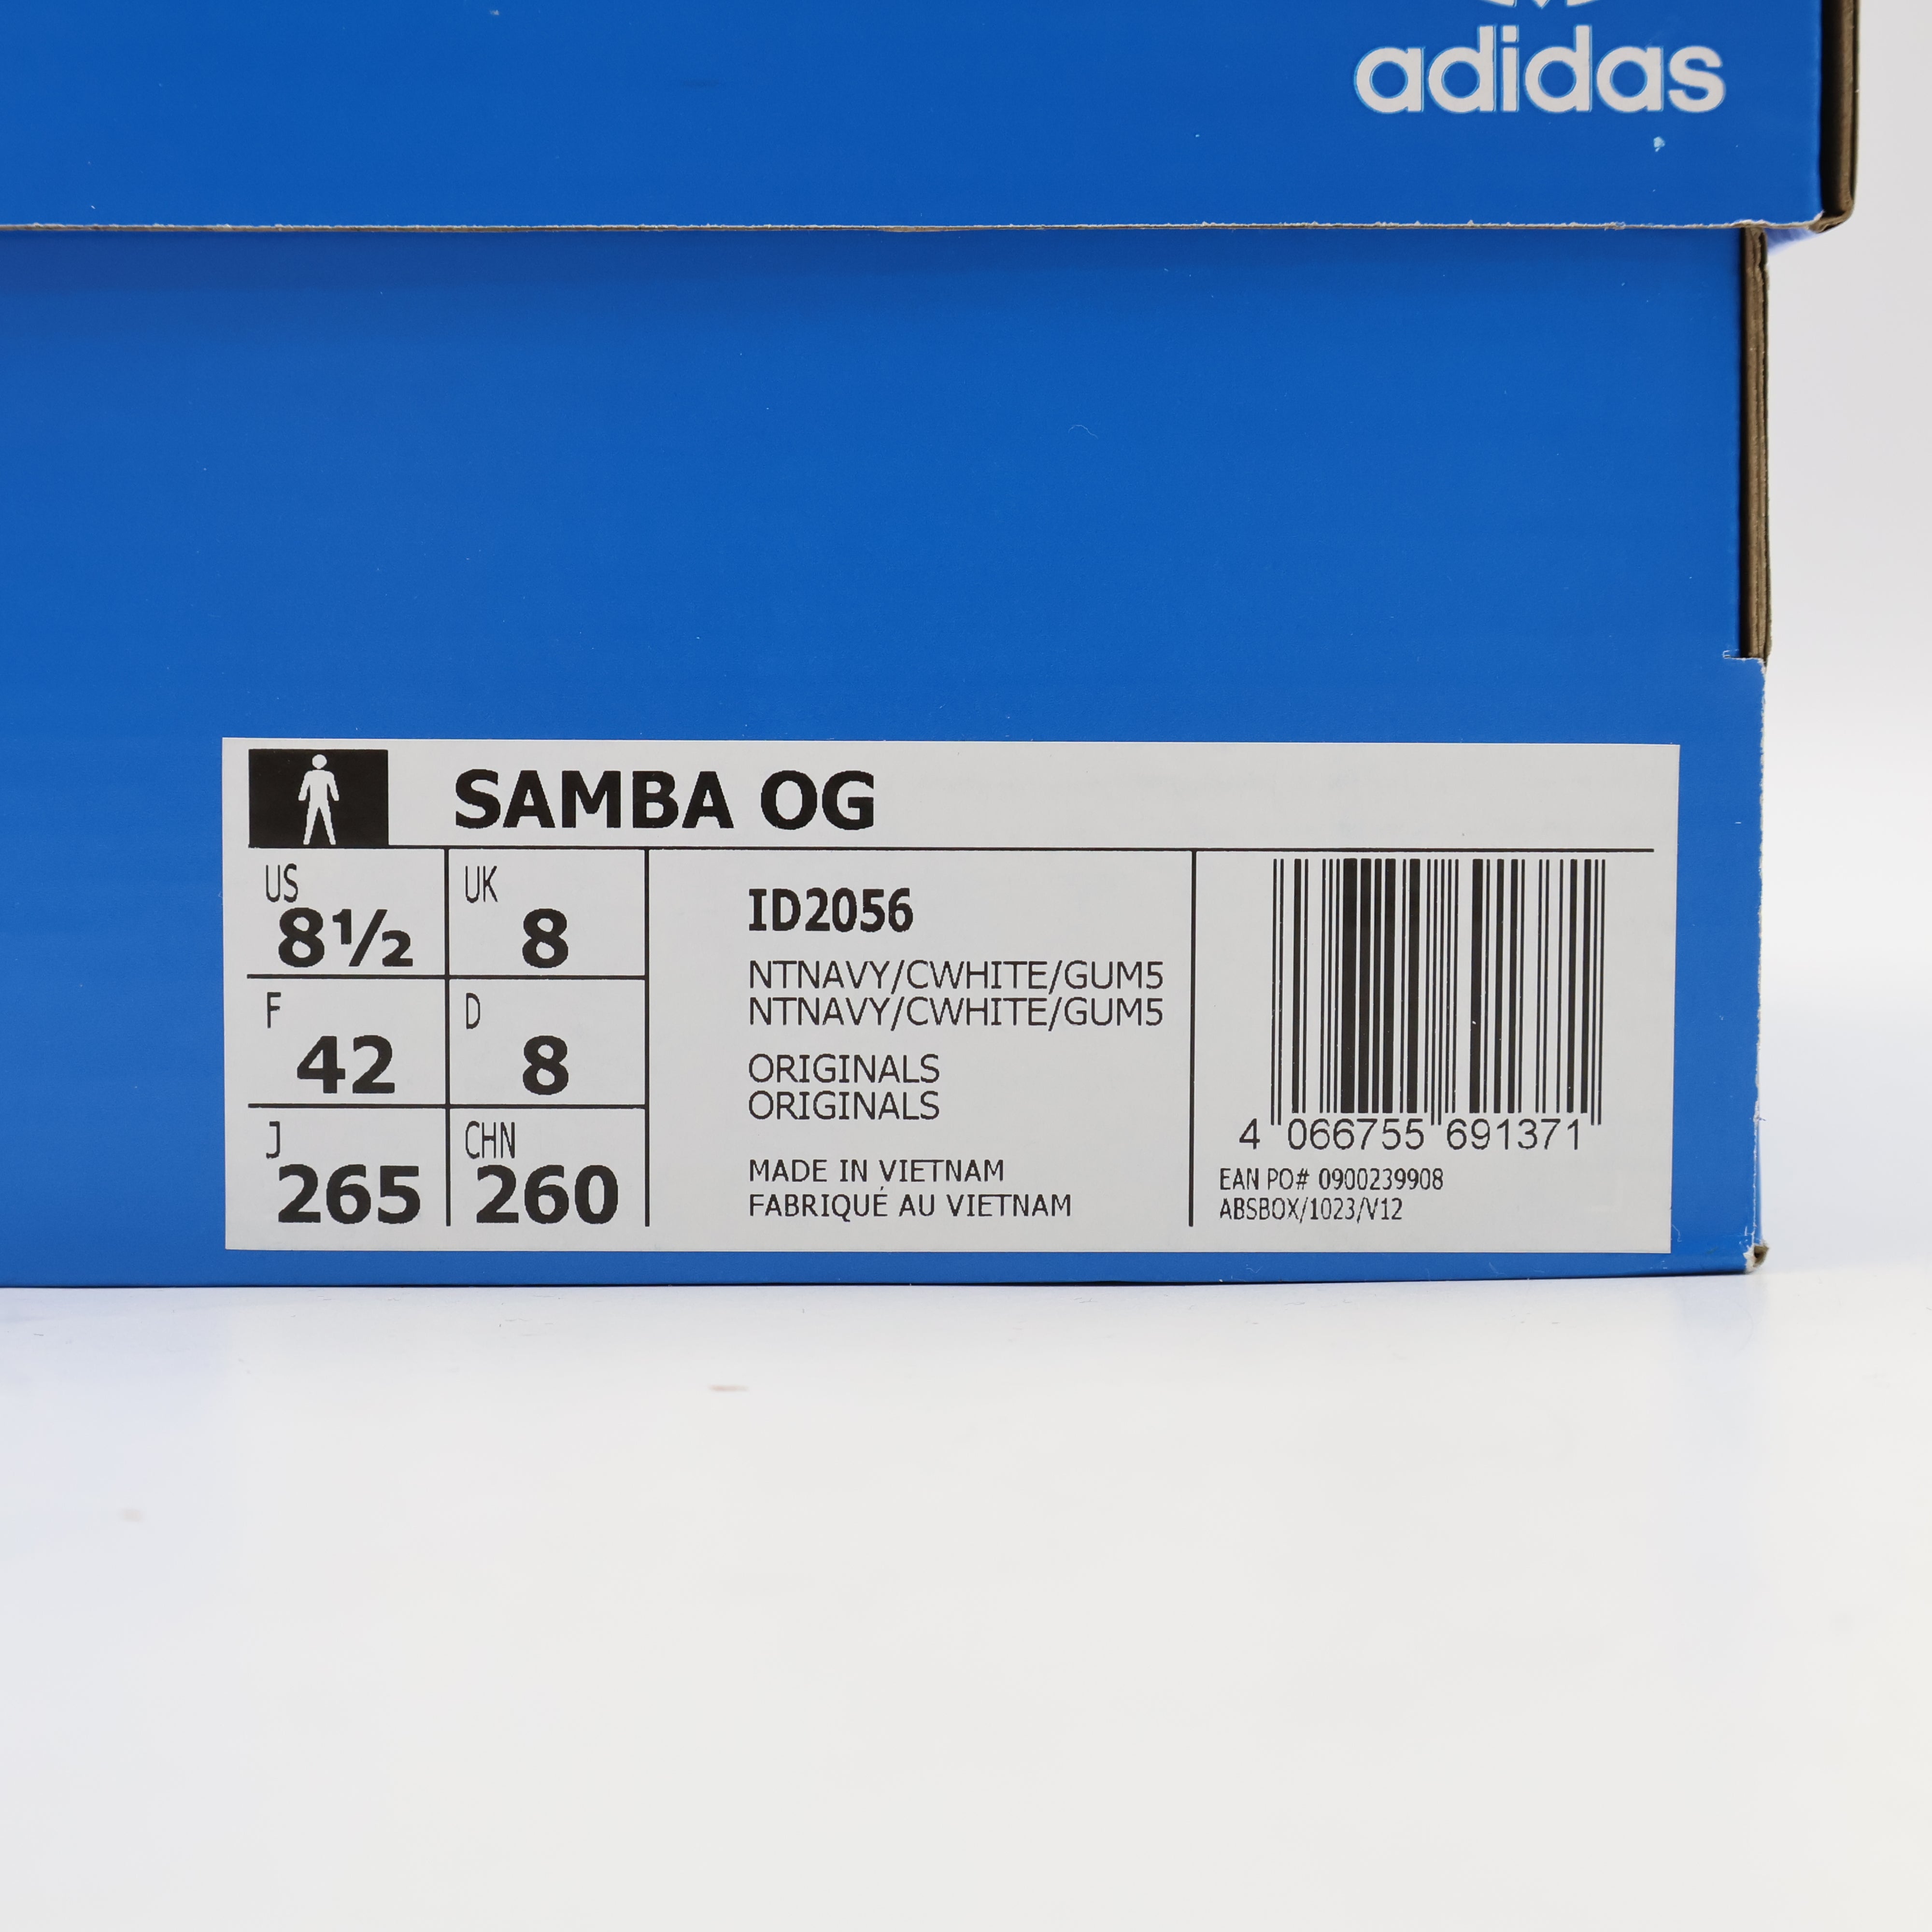 adidas
SAMBA OG
US
8½
UK
8
F
42
D
8
J
265
CHN
260
ID2056
NTNAVY/CWHITE/GUM5
NTNAVY/CWHITE/GUM5
ORIGINALS
ORIGINALS
MADE IN VIETNAM
FABRIQUÉ AU VIETNAM
4 066755 691371
EAN PO# 0900239908
ABSBOX/1023/V12